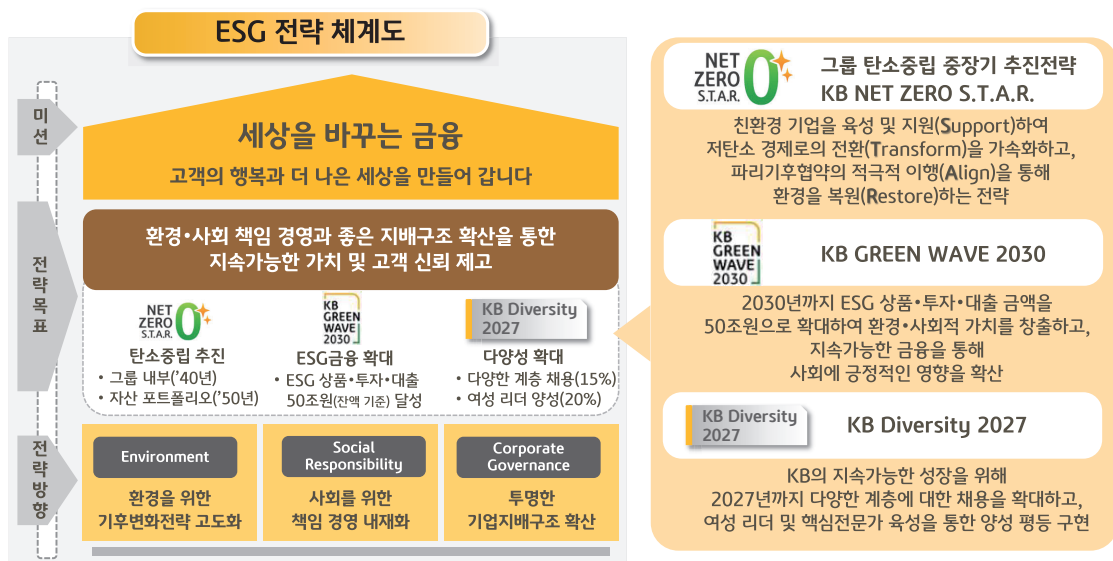 ESG 전략 체계도
미션
세상을 바꾸는 금융
고객의 행복과 더 나은 세상을 만들어 갑니다
전략목표
환경•사회 책임 경영과 좋은 지배구조 확산을 통한
지속가능한 가치 및 고객 신뢰 제고
NET
ZERO 0
S.T.A.R.
탄소중립 추진
• 그룹 내부('40년)
• 자산 포트폴리오('50년)
KB
GREEN
WAVE
2030
ESG금융 확대
• ESG 상품•투자•대출
50조원(잔액 기준) 달성
KB Diversity
2027
다양성 확대
• 다양한 계층 채용(15%)
• 여성 리더 양성(20%)
전략방향
Environment
환경을 위한
기후변화전략 고도화
Social
Responsibility
사회를 위한
책임 경영 내재화
Corporate
Governance
투명한
기업지배구조 확산
NET
ZERO 0
S.T.A.R.
그룹 탄소중립 중장기 추진전략
KB NET ZERO S.T.A.R.
친환경 기업을 육성 및 지원(Support)하여
저탄소 경제로의 전환(Transform)을 가속화하고,
파리기후협약의 적극적 이행(Align)을 통해
환경을 복원(Restore)하는 전략
KB
GREEN
WAVE
2030
KB GREEN WAVE 2030
2030년까지 ESG 상품•투자•대출 금액을
50조원으로 확대하여 환경•사회적 가치를 창출하고,
지속가능한 금융을 통해
사회에 긍정적인 영향을 확산
KB Diversity
2027
KB Diversity 2027
KB의 지속가능한 성장을 위해
2027년까지 다양한 계층에 대한 채용을 확대하고,
여성 리더 및 핵심전문가 육성을 통한 양성 평등 구현